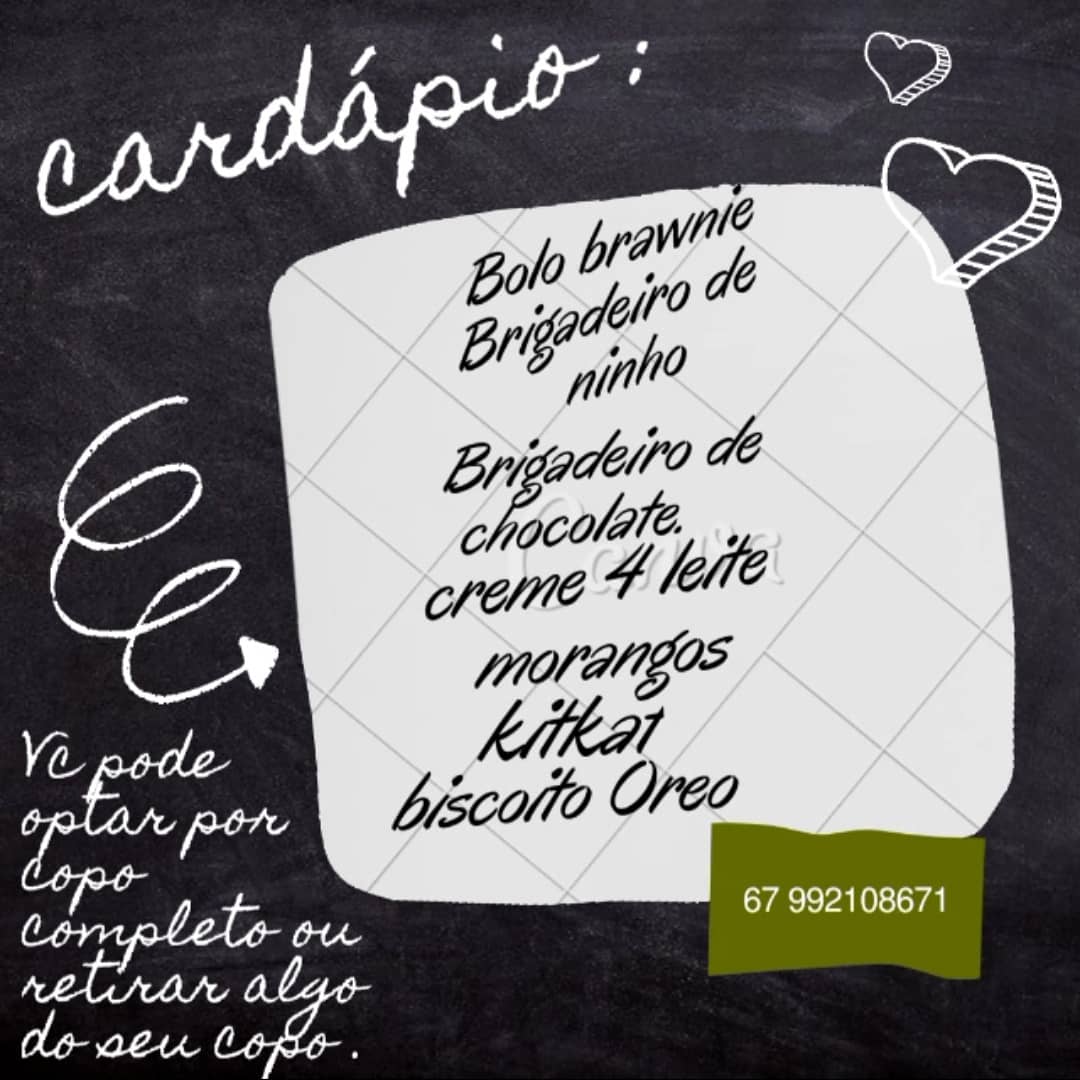 cardápio :
Bolo brawnie
Brigadeiro de
ninho
Brigadeiro de
chocolate.
creme 4 leite
morangos
kitkat
biscoito Oreo
Canva
Vc pode
optar por
copo
completo ou
retirar algo
do seu copo .
67 992108671